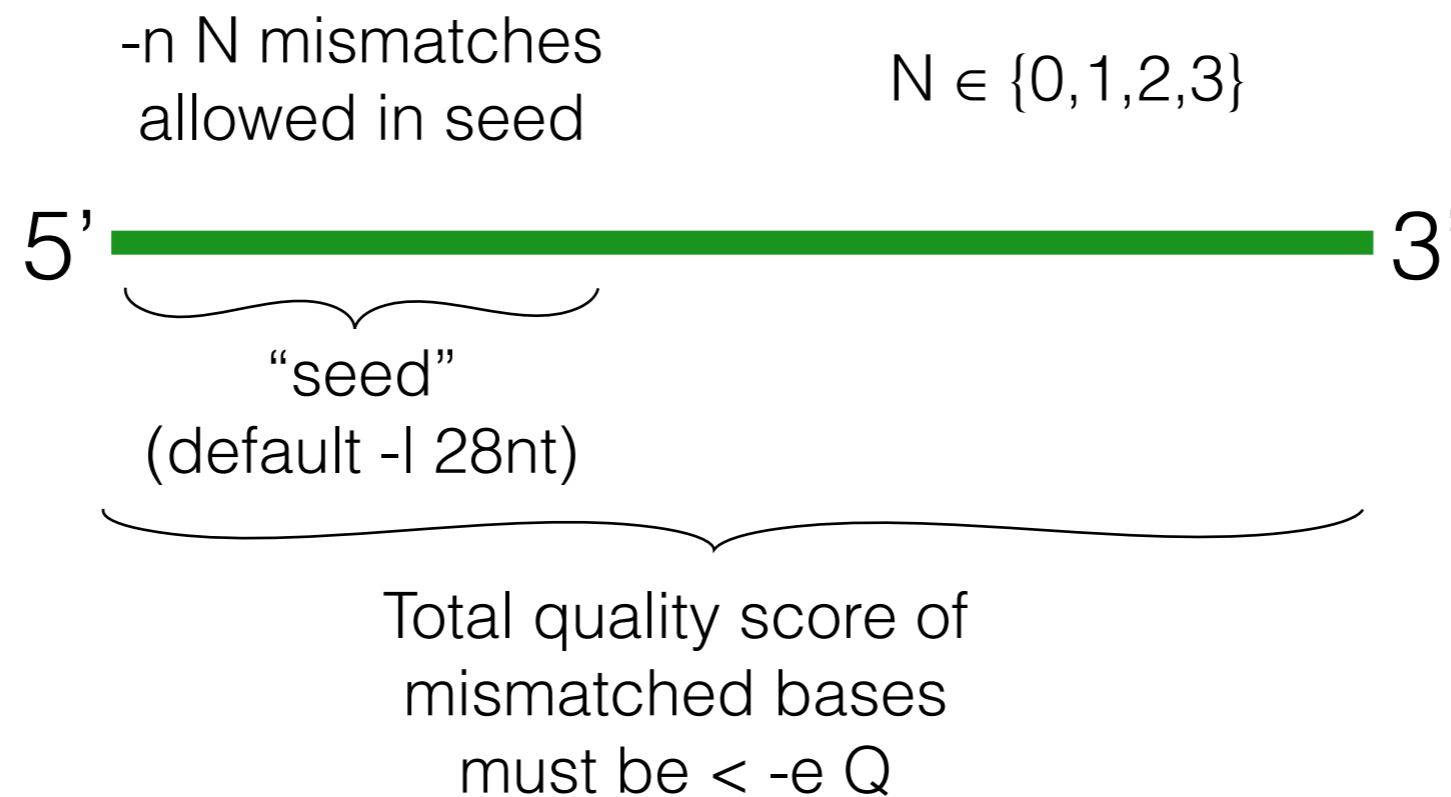 -n N mismatches
allowed in seed
N ∈ {0,1,2,3}
5’
3’
“seed”
(default -l 28nt)
Total quality score of
mismatched bases
must be < -e Q